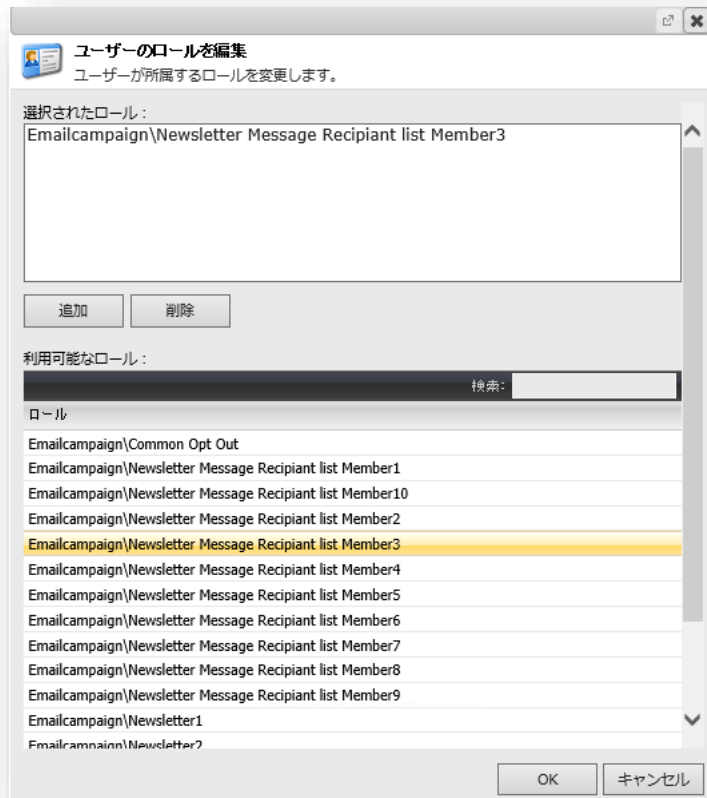 ユーザーのロールを編集
ユーザーが所属するロールを変更します。
選択されたロール：
Emailcampaign\Newsletter Message Recipiant list Member3
追加 削除
利用可能なロール：
検索:
ロール
Emailcampaign\Common Opt Out
Emailcampaign\Newsletter Message Recipiant list Member1
Emailcampaign\Newsletter Message Recipiant list Member10
Emailcampaign\Newsletter Message Recipiant list Member2
Emailcampaign\Newsletter Message Recipiant list Member3
Emailcampaign\Newsletter Message Recipiant list Member4
Emailcampaign\Newsletter Message Recipiant list Member5
Emailcampaign\Newsletter Message Recipiant list Member6
Emailcampaign\Newsletter Message Recipiant list Member7
Emailcampaign\Newsletter Message Recipiant list Member8
Emailcampaign\Newsletter Message Recipiant list Member9
Emailcampaign\Newsletter1
Emailcampaign\Newsletter2
OK キャンセル